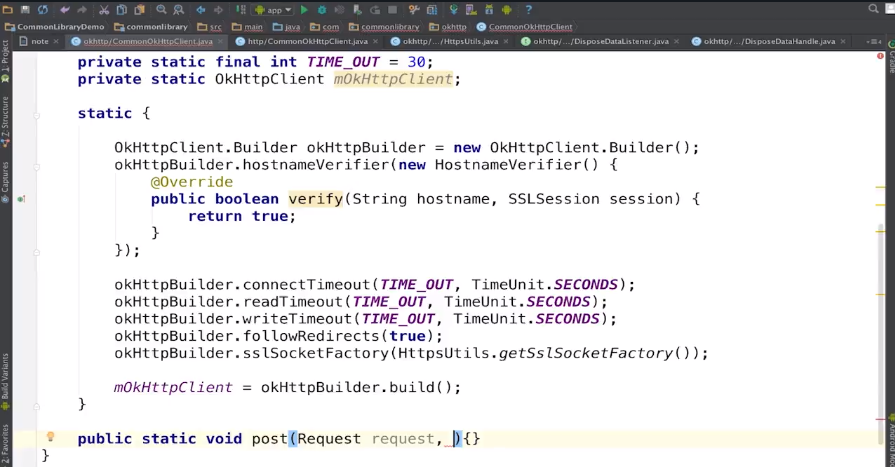 app
CommonLibraryDemo commonlibrary src main java com commonlibrary okhttp CommonOkHttpClient
note okhttp/CommonOkHttpClient.java http/CommonOkHttpClient.java okhttp/.../HttpsUtils.java okhttp/.../DisposeDataListener.java okhttp/.../DisposeDataHandle.java
1: Project
Z: Structure
Captures
Build Variants
2: Favorites
Gradle
private static final int TIME_OUT = 30;
private static OkHttpClient mOkHttpClient;
static {
OkHttpClient.Builder okHttpBuilder = new OkHttpClient.Builder();
okHttpBuilder.hostnameVerifier(new HostnameVerifier() {
@Override
public boolean verify(String hostname, SSLSession session) {
return true;
}
});
okHttpBuilder.connectTimeout(TIME_OUT, TimeUnit.SECONDS);
okHttpBuilder.readTimeout(TIME_OUT, TimeUnit.SECONDS);
okHttpBuilder.writeTimeout(TIME_OUT, TimeUnit.SECONDS);
okHttpBuilder.followRedirects(true);
okHttpBuilder.sslSocketFactory(HttpsUtils.getSslSocketFactory());
mOkHttpClient = okHttpBuilder.build();
}
public static void post(Request request, ){}
}